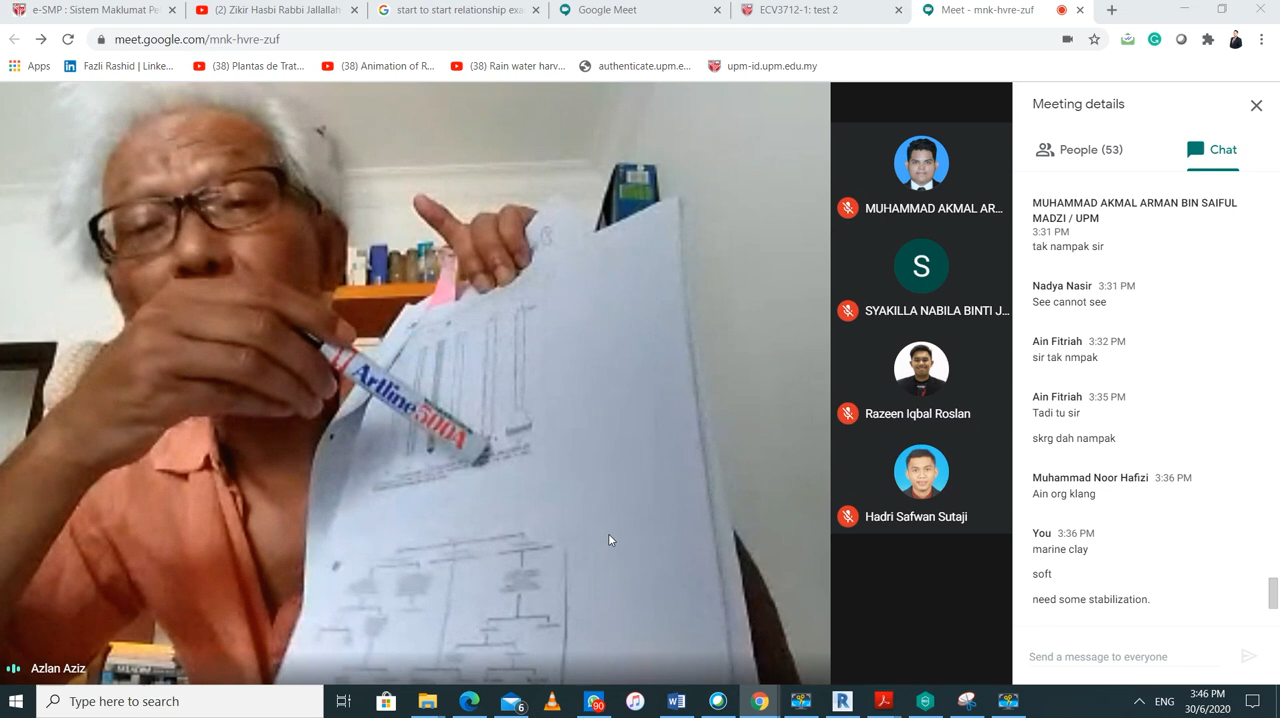 e-SMP : Sistem Maklumat Pe
(2) Zikir Hasbi Rabbi Jallallah
start to start relationship exa
Google Meet
ECV3712-1: test 2
Meet - mnk-hvre-zuf
meet.google.com/mnk-hvre-zuf
Apps
Fazli Rashid | Linke...
(38) Plantas de Trat...
(38) Animation of R...
(38) Rain water harv...
authenticate.upm.e...
upm-id.upm.edu.my
Artline 500A
Azlan Aziz
MUHAMMAD AKMAL AR...
S
SYAKILLA NABILA BINTI J...
Razeen Iqbal Roslan
Hadri Safwan Sutaji
Meeting details
People (53)
Chat
MUHAMMAD AKMAL ARMAN BIN SAIFUL
MADZI / UPM
3:31 PM
tak nampak sir
Nadya Nasir 3:31 PM
See cannot see
Ain Fitriah 3:32 PM
sir tak nmpak
Ain Fitriah 3:35 PM
Tadi tu sir
skrg dah nampak
Muhammad Noor Hafizi 3:36 PM
Ain org klang
You 3:36 PM
marine clay
soft
need some stabilization.
Send a message to everyone
Type here to search
6
90
ENG
3:46 PM
30/6/2020